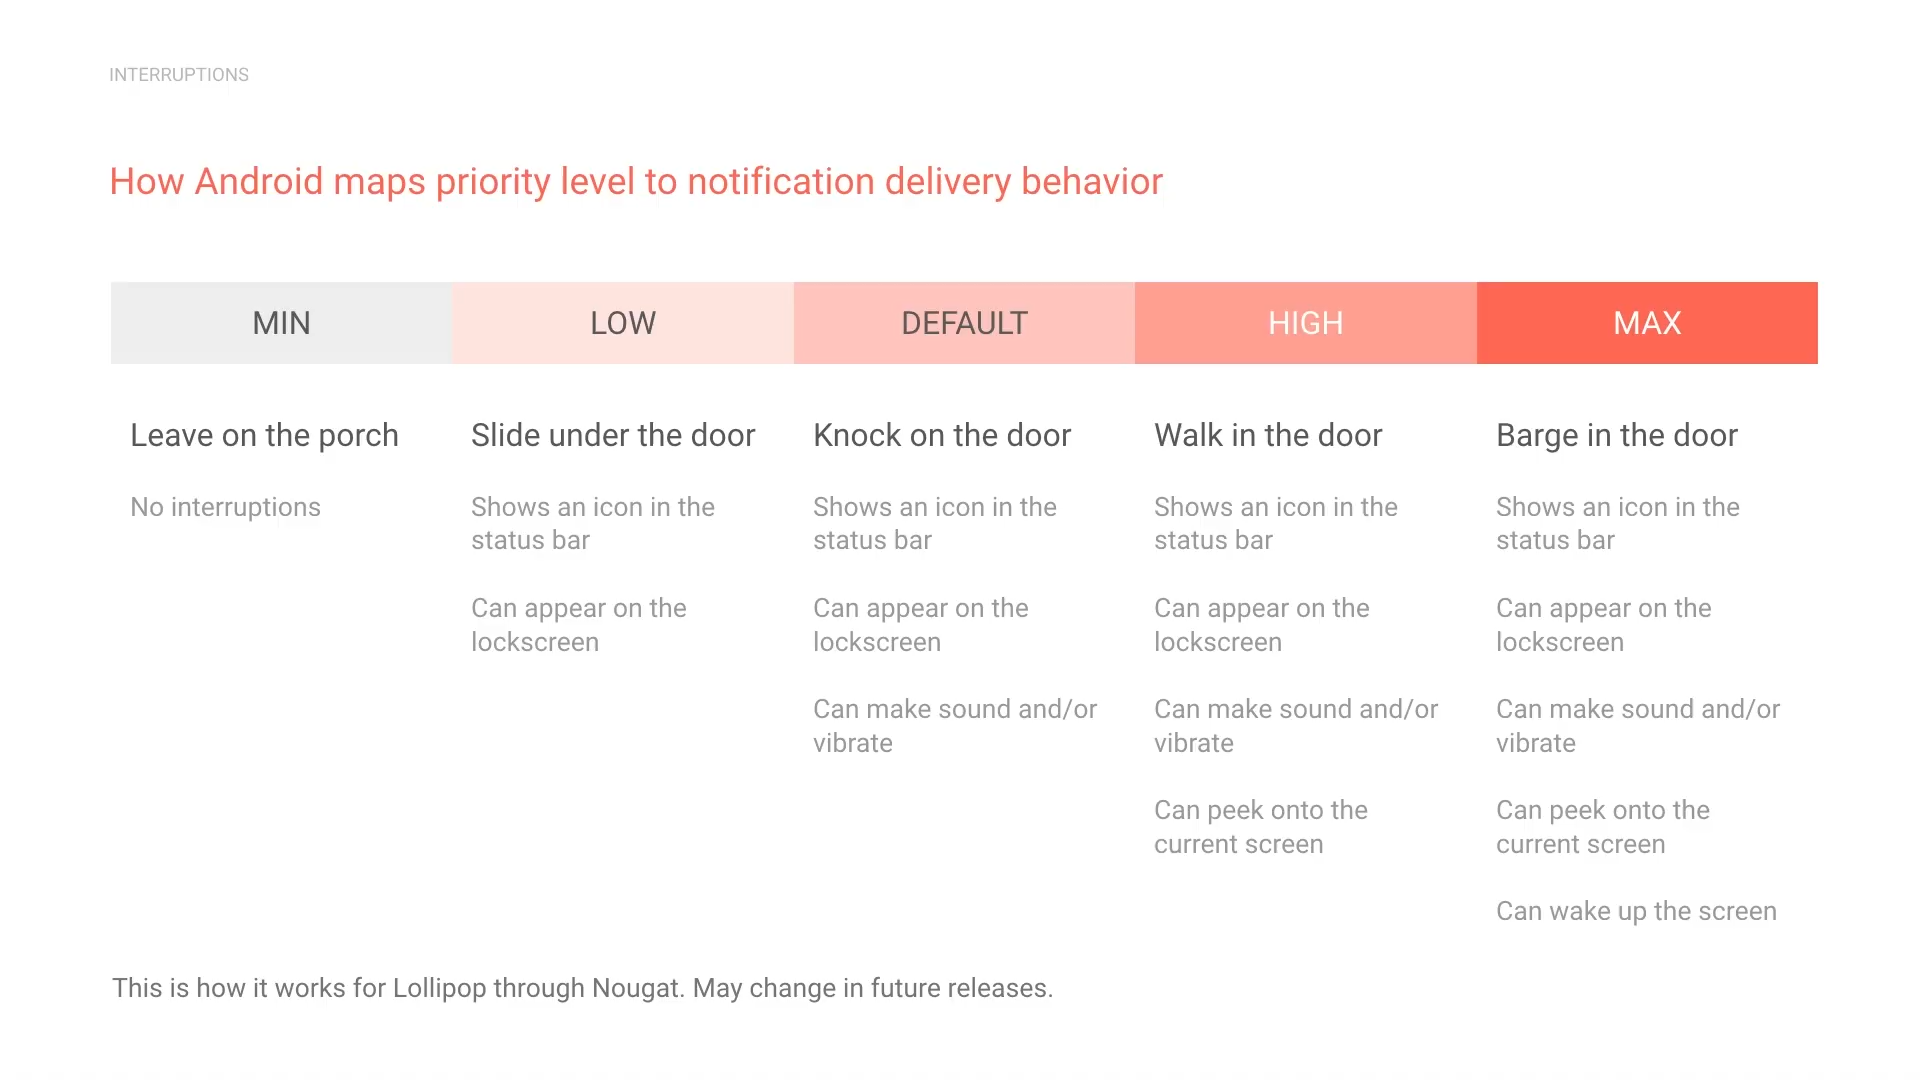 INTERRUPTIONS
How Android maps priority level to notification delivery behavior
MIN
LOW
DEFAULT
HIGH
MAX
Leave on the porch
No interruptions
Slide under the door
Shows an icon in the
status bar
Can appear on the
lockscreen
Knock on the door
Shows an icon in the
status bar
Can appear on the
lockscreen
Can make sound and/or
vibrate
Walk in the door
Shows an icon in the
status bar
Can appear on the
lockscreen
Can make sound and/or
vibrate
Can peek onto the
current screen
Barge in the door
Shows an icon in the
status bar
Can appear on the
lockscreen
Can make sound and/or
vibrate
Can peek onto the
current screen
Can wake up the screen
This is how it works for Lollipop through Nougat. May change in future releases.